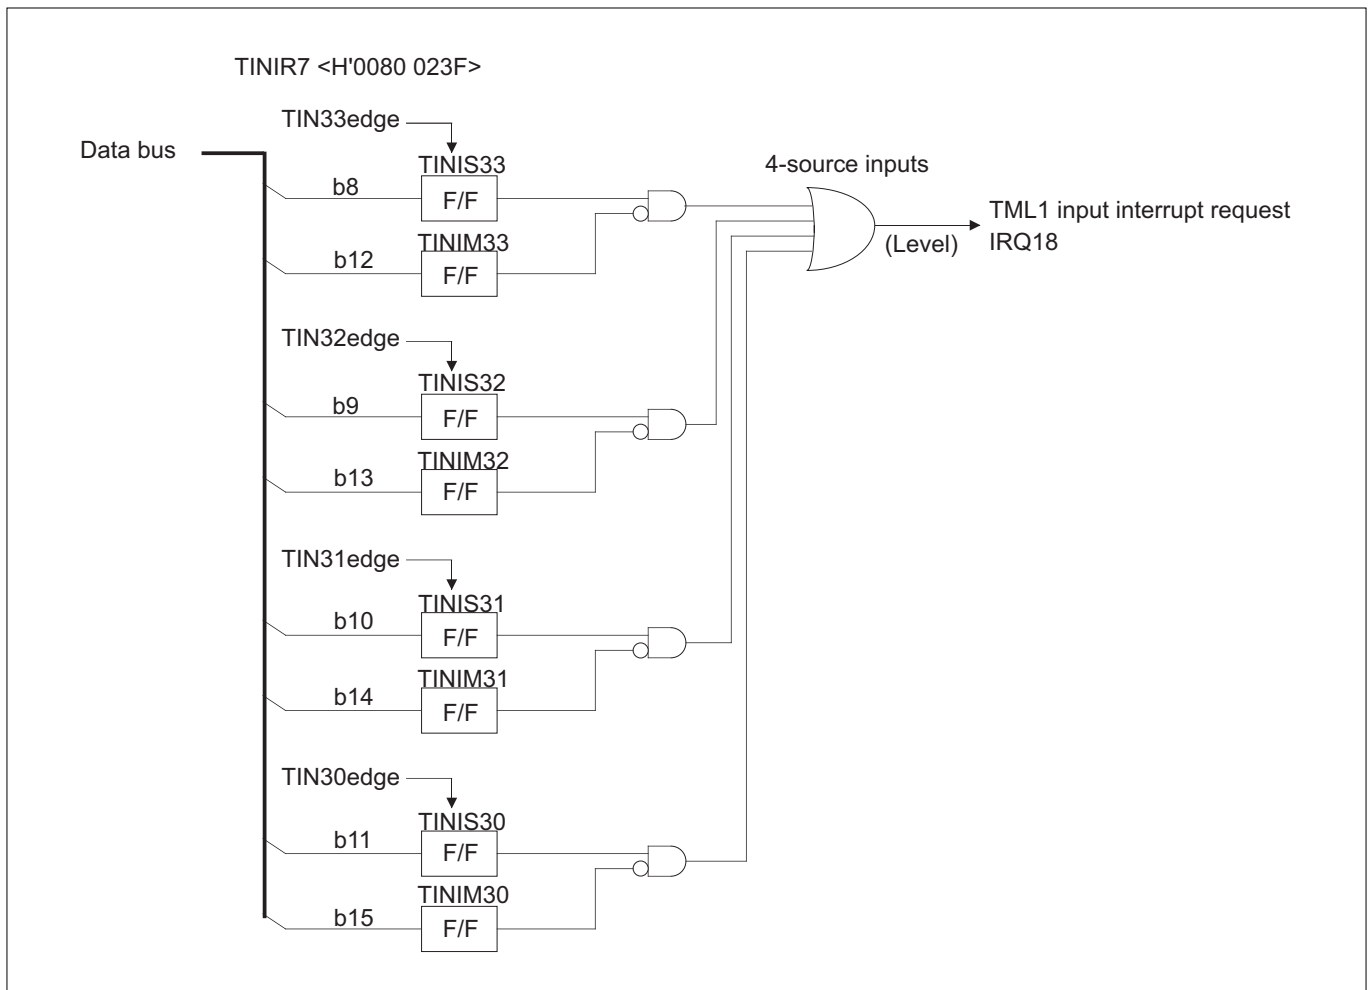 TINIR7 <H'0080 023F>
TIN33edge
Data bus
TINIS33
4-source inputs
b8
F/F
TML1 input interrupt request
(Level)
IRQ18
TINIM33
b12
F/F
TIN32edge
TINIS32
b9
F/F
TINIM32
b13
F/F
TIN31edge
TINIS31
b10
F/F
TINIM31
b14
F/F
TIN30edge
TINIS30
b11
F/F
TINIM30
b15
F/F